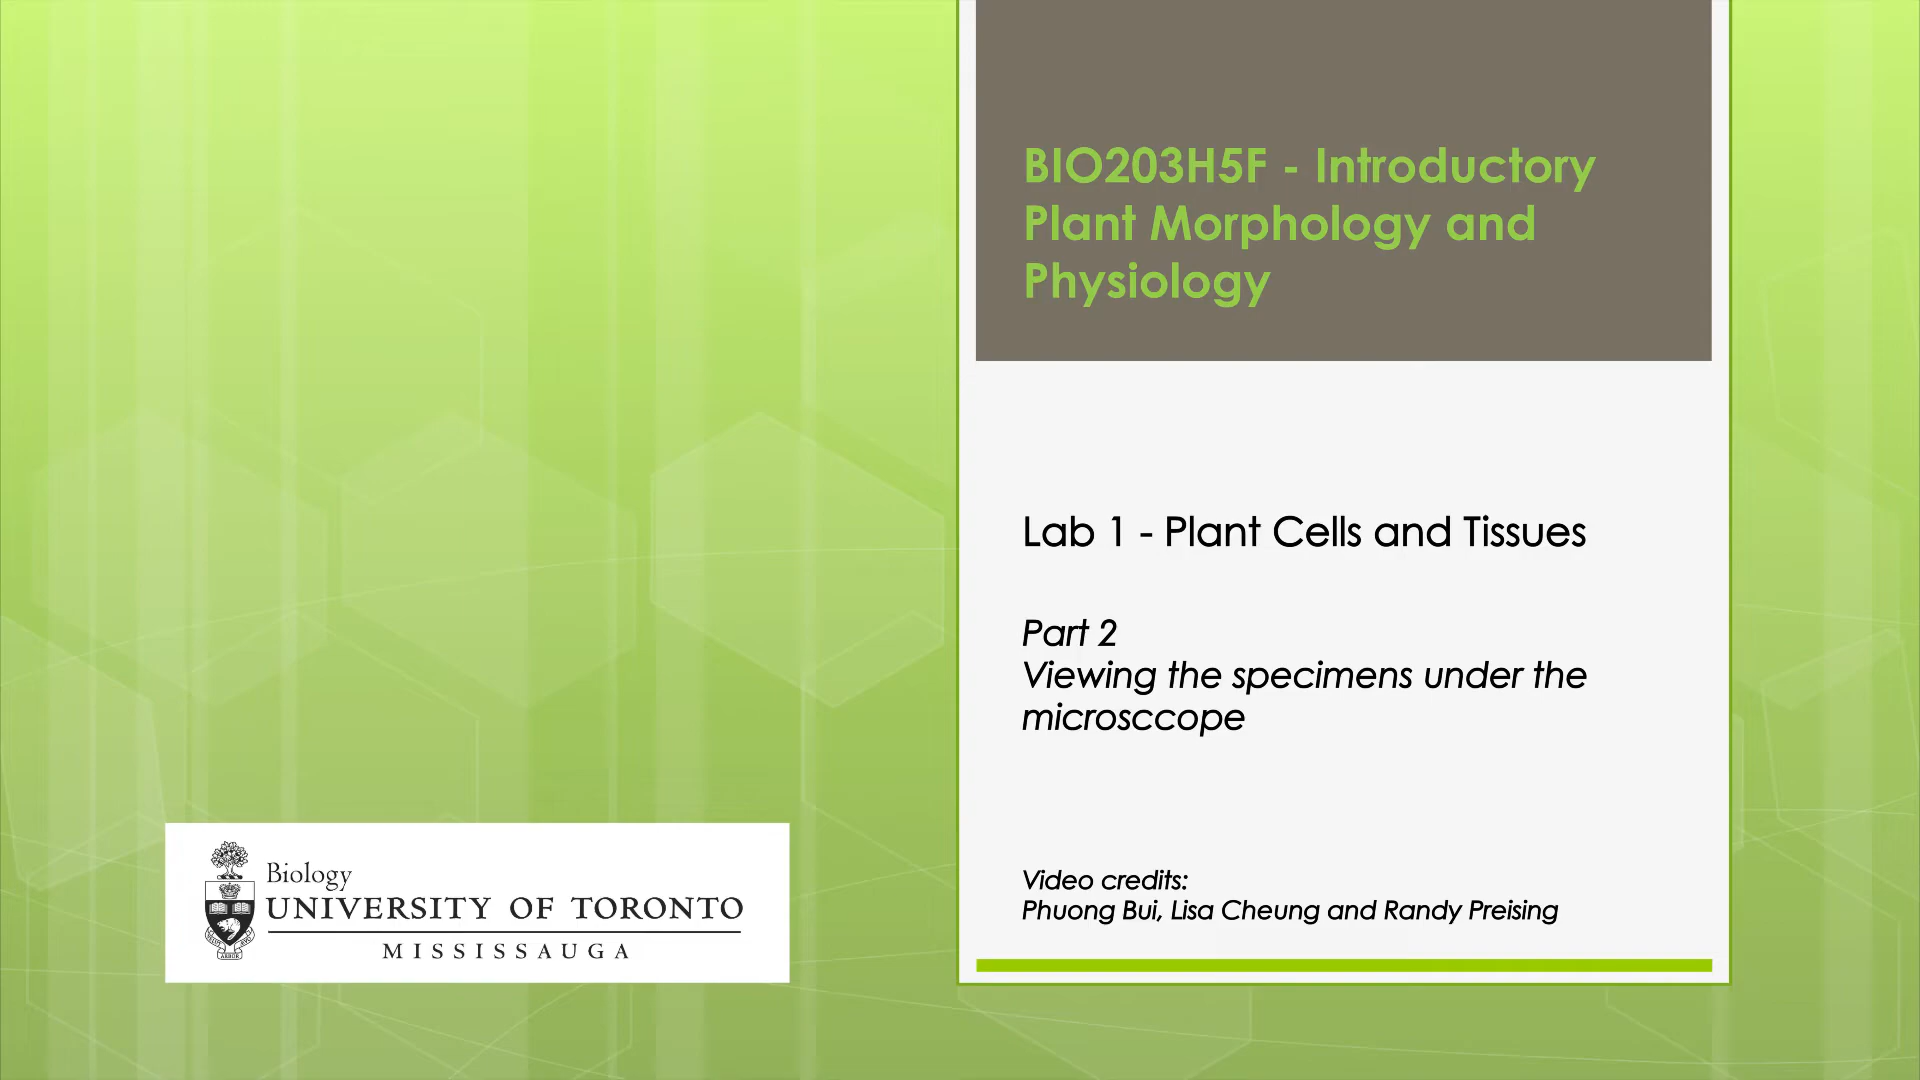 BIO203H5F - Introductory
Plant Morphology and
Physiology
Lab 1 - Plant Cells and Tissues
Part 2
Viewing the specimens under the
microsccope
Video credits:
Phuong Bui, Lisa Cheung and Randy Preising
Biology
UNIVERSITY OF TORONTO
MISSISSAUGA